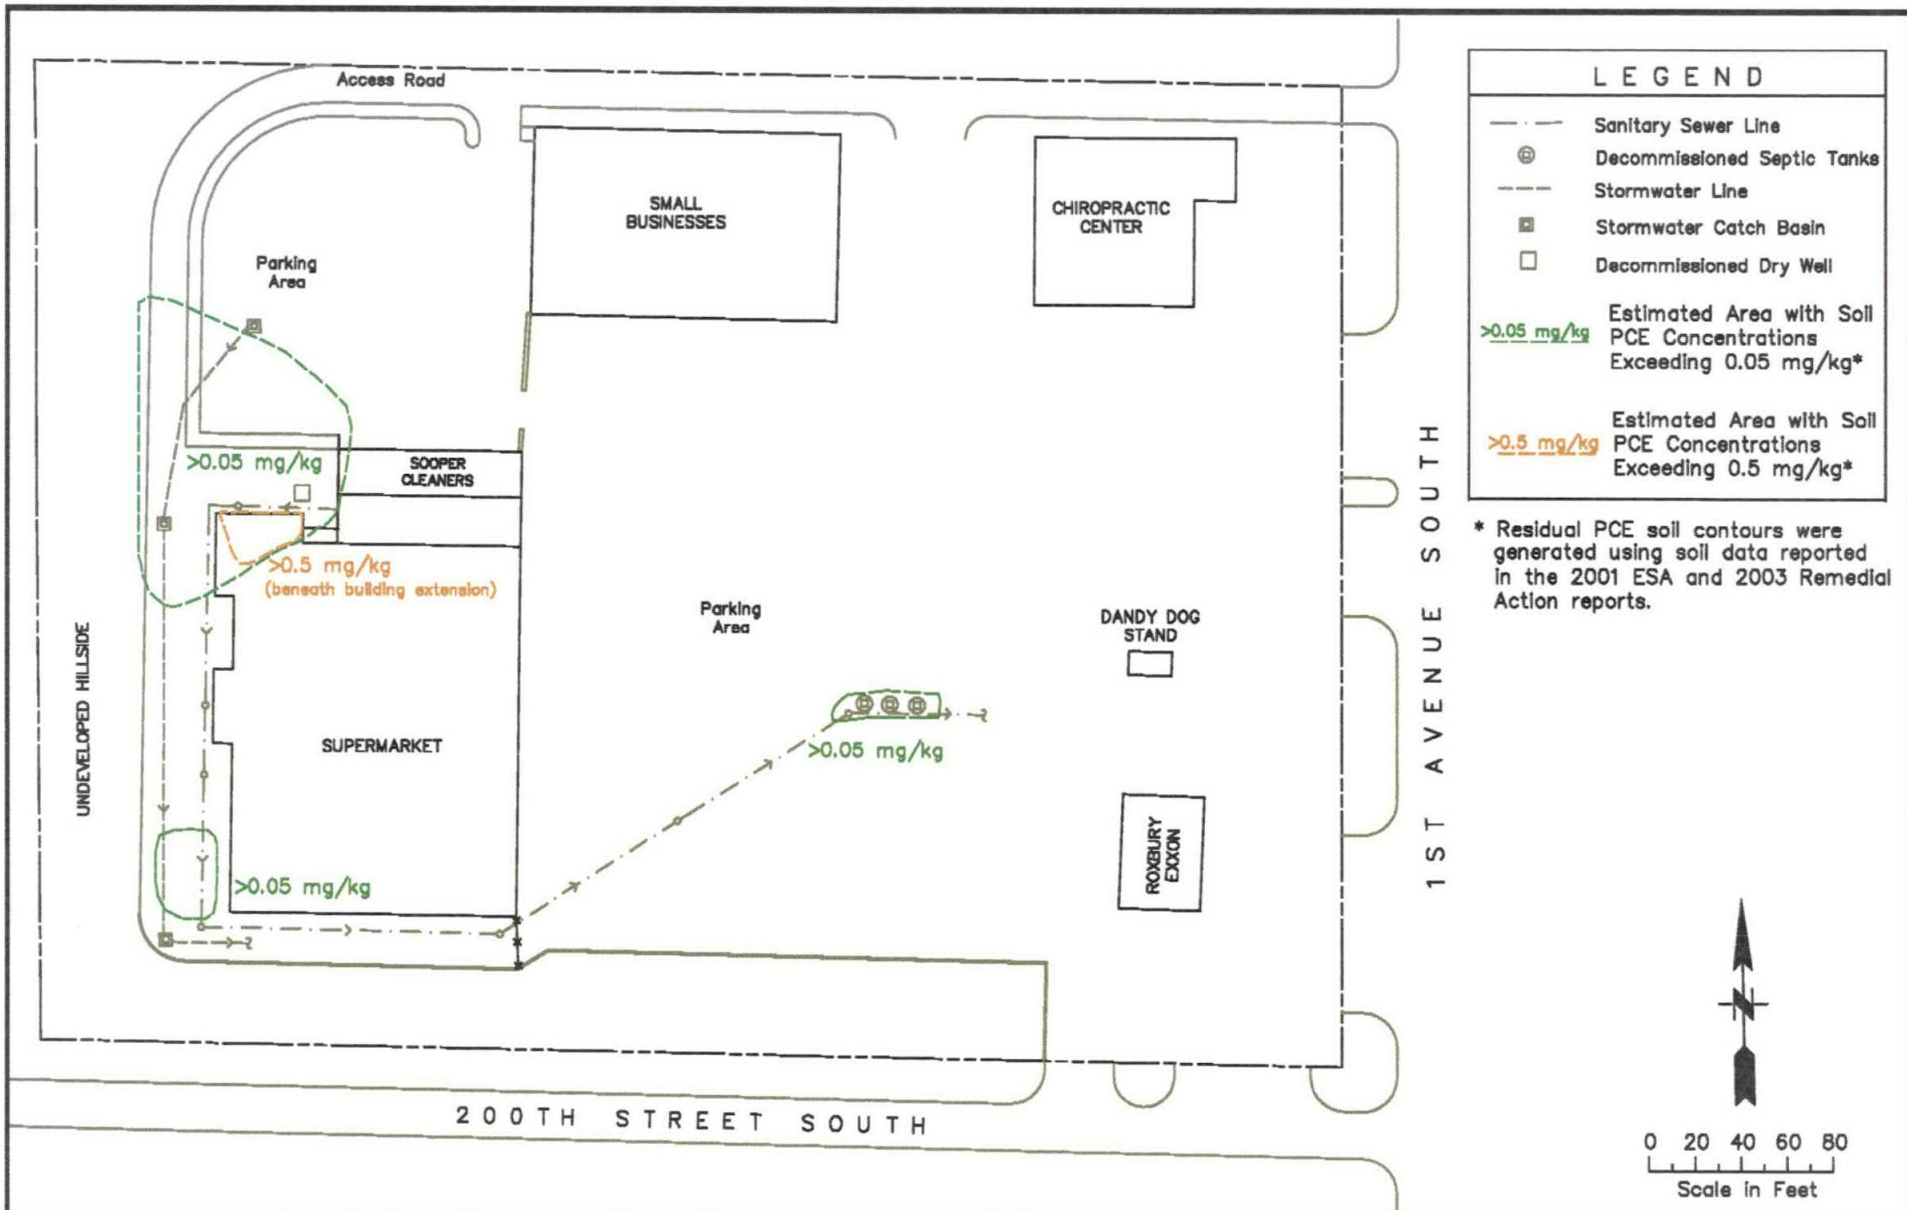 Access Road
SMALL
BUSINESSES
CHIROPRACTIC
CENTER
Parking
Area
>0.05 mg/kg
SOOPER
CLEANERS
>0.5 mg/kg
(beneath building extension)
UNDEVELOPED HILLSIDE
SUPERMARKET
>0.05 mg/kg
Parking
Area
>0.05 mg/kg
DANDY DOG
STAND
ROXBURY
EXXON
1ST AVENUE SOUTH
200TH STREET SOUTH
LEGEND
Sanitary Sewer Line
Decommissioned Septic Tanks
Stormwater Line
Stormwater Catch Basin
Decommissioned Dry Well
>0.05 mg/kg
Estimated Area with Soil
PCE Concentrations
Exceeding 0.05 mg/kg*
>0.5 mg/kg
Estimated Area with Soil
PCE Concentrations
Exceeding 0.5 mg/kg*
* Residual PCE soil contours were
generated using soil data reported
in the 2001 ESA and 2003 Remedial
Action reports.
N
0 20 40 60 80
Scale in Feet